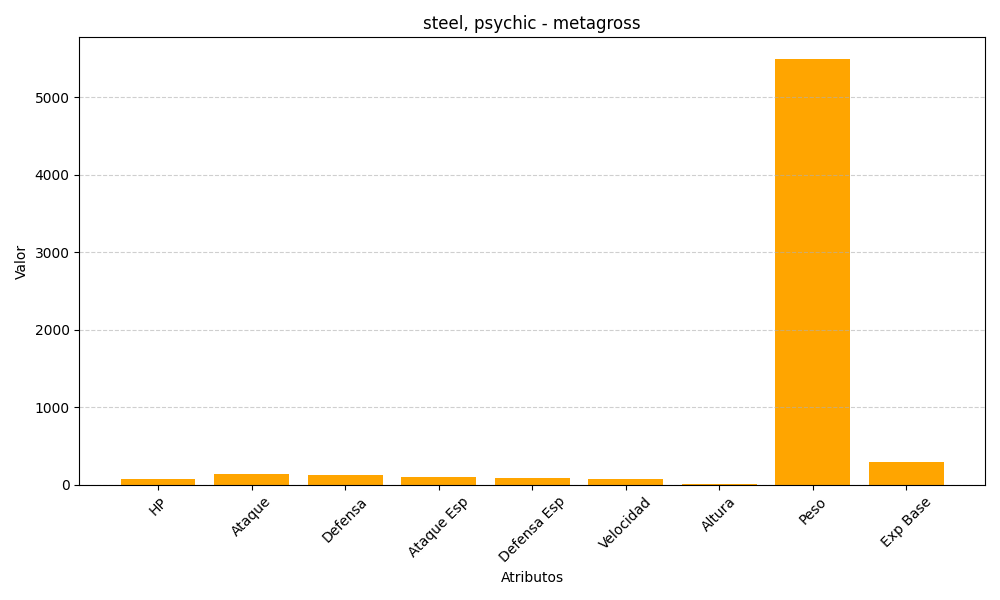 steel, psychic - metagross
Valor
5000
4000
3000
2000
1000
0
HP
Ataque
Defensa
Ataque Esp
Defensa Esp
Velocidad
Altura
Peso
Exp Base
Atributos